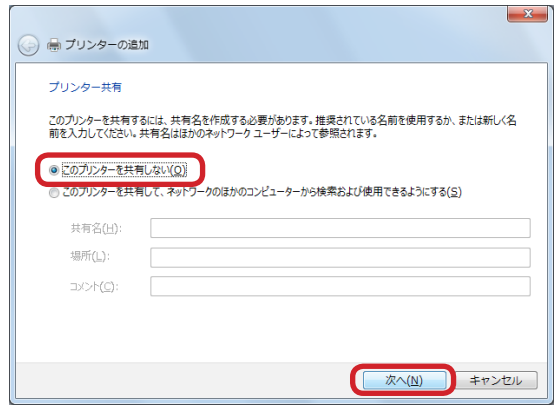 プリンターの追加
プリンター共有
このプリンターを共有するには、共有名を作成する必要があります。推奨されている名前を使用するか、または新しく名
前を入力してください。共有名はほかのネットワーク ユーザーによって参照されます。
このプリンターを共有しない(O)
このプリンターを共有して、ネットワークのほかのコンピューターから検索および使用できるようにする(S)
共有名(H):
場所(L):
コメント(C):
次へ(N) キャンセル